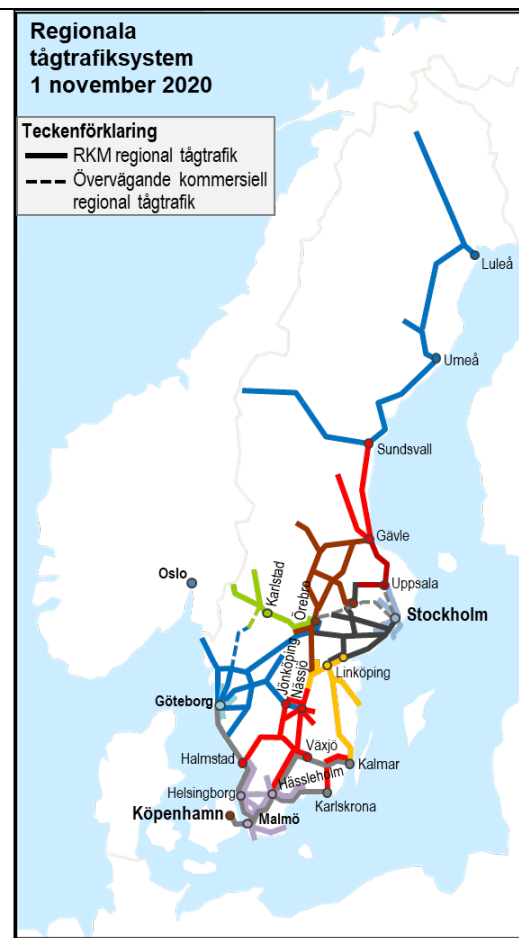 Regionala
tågtrafiksystem
1 november 2020
Teckenförklaring
RKM regional tågtrafik
Övervägande kommersiell
regional tågtrafik
Luleå
Umeå
Sundsvall
Gävle
Oslo
Karlstad
Örebro
Uppsala
Stockholm
Jönköping
Nässjö
Linköping
Göteborg
Växjö
Halmstad
Kalmar
Hässleholm
Helsingborg
Karlskrona
Köpenhamn
Malmö